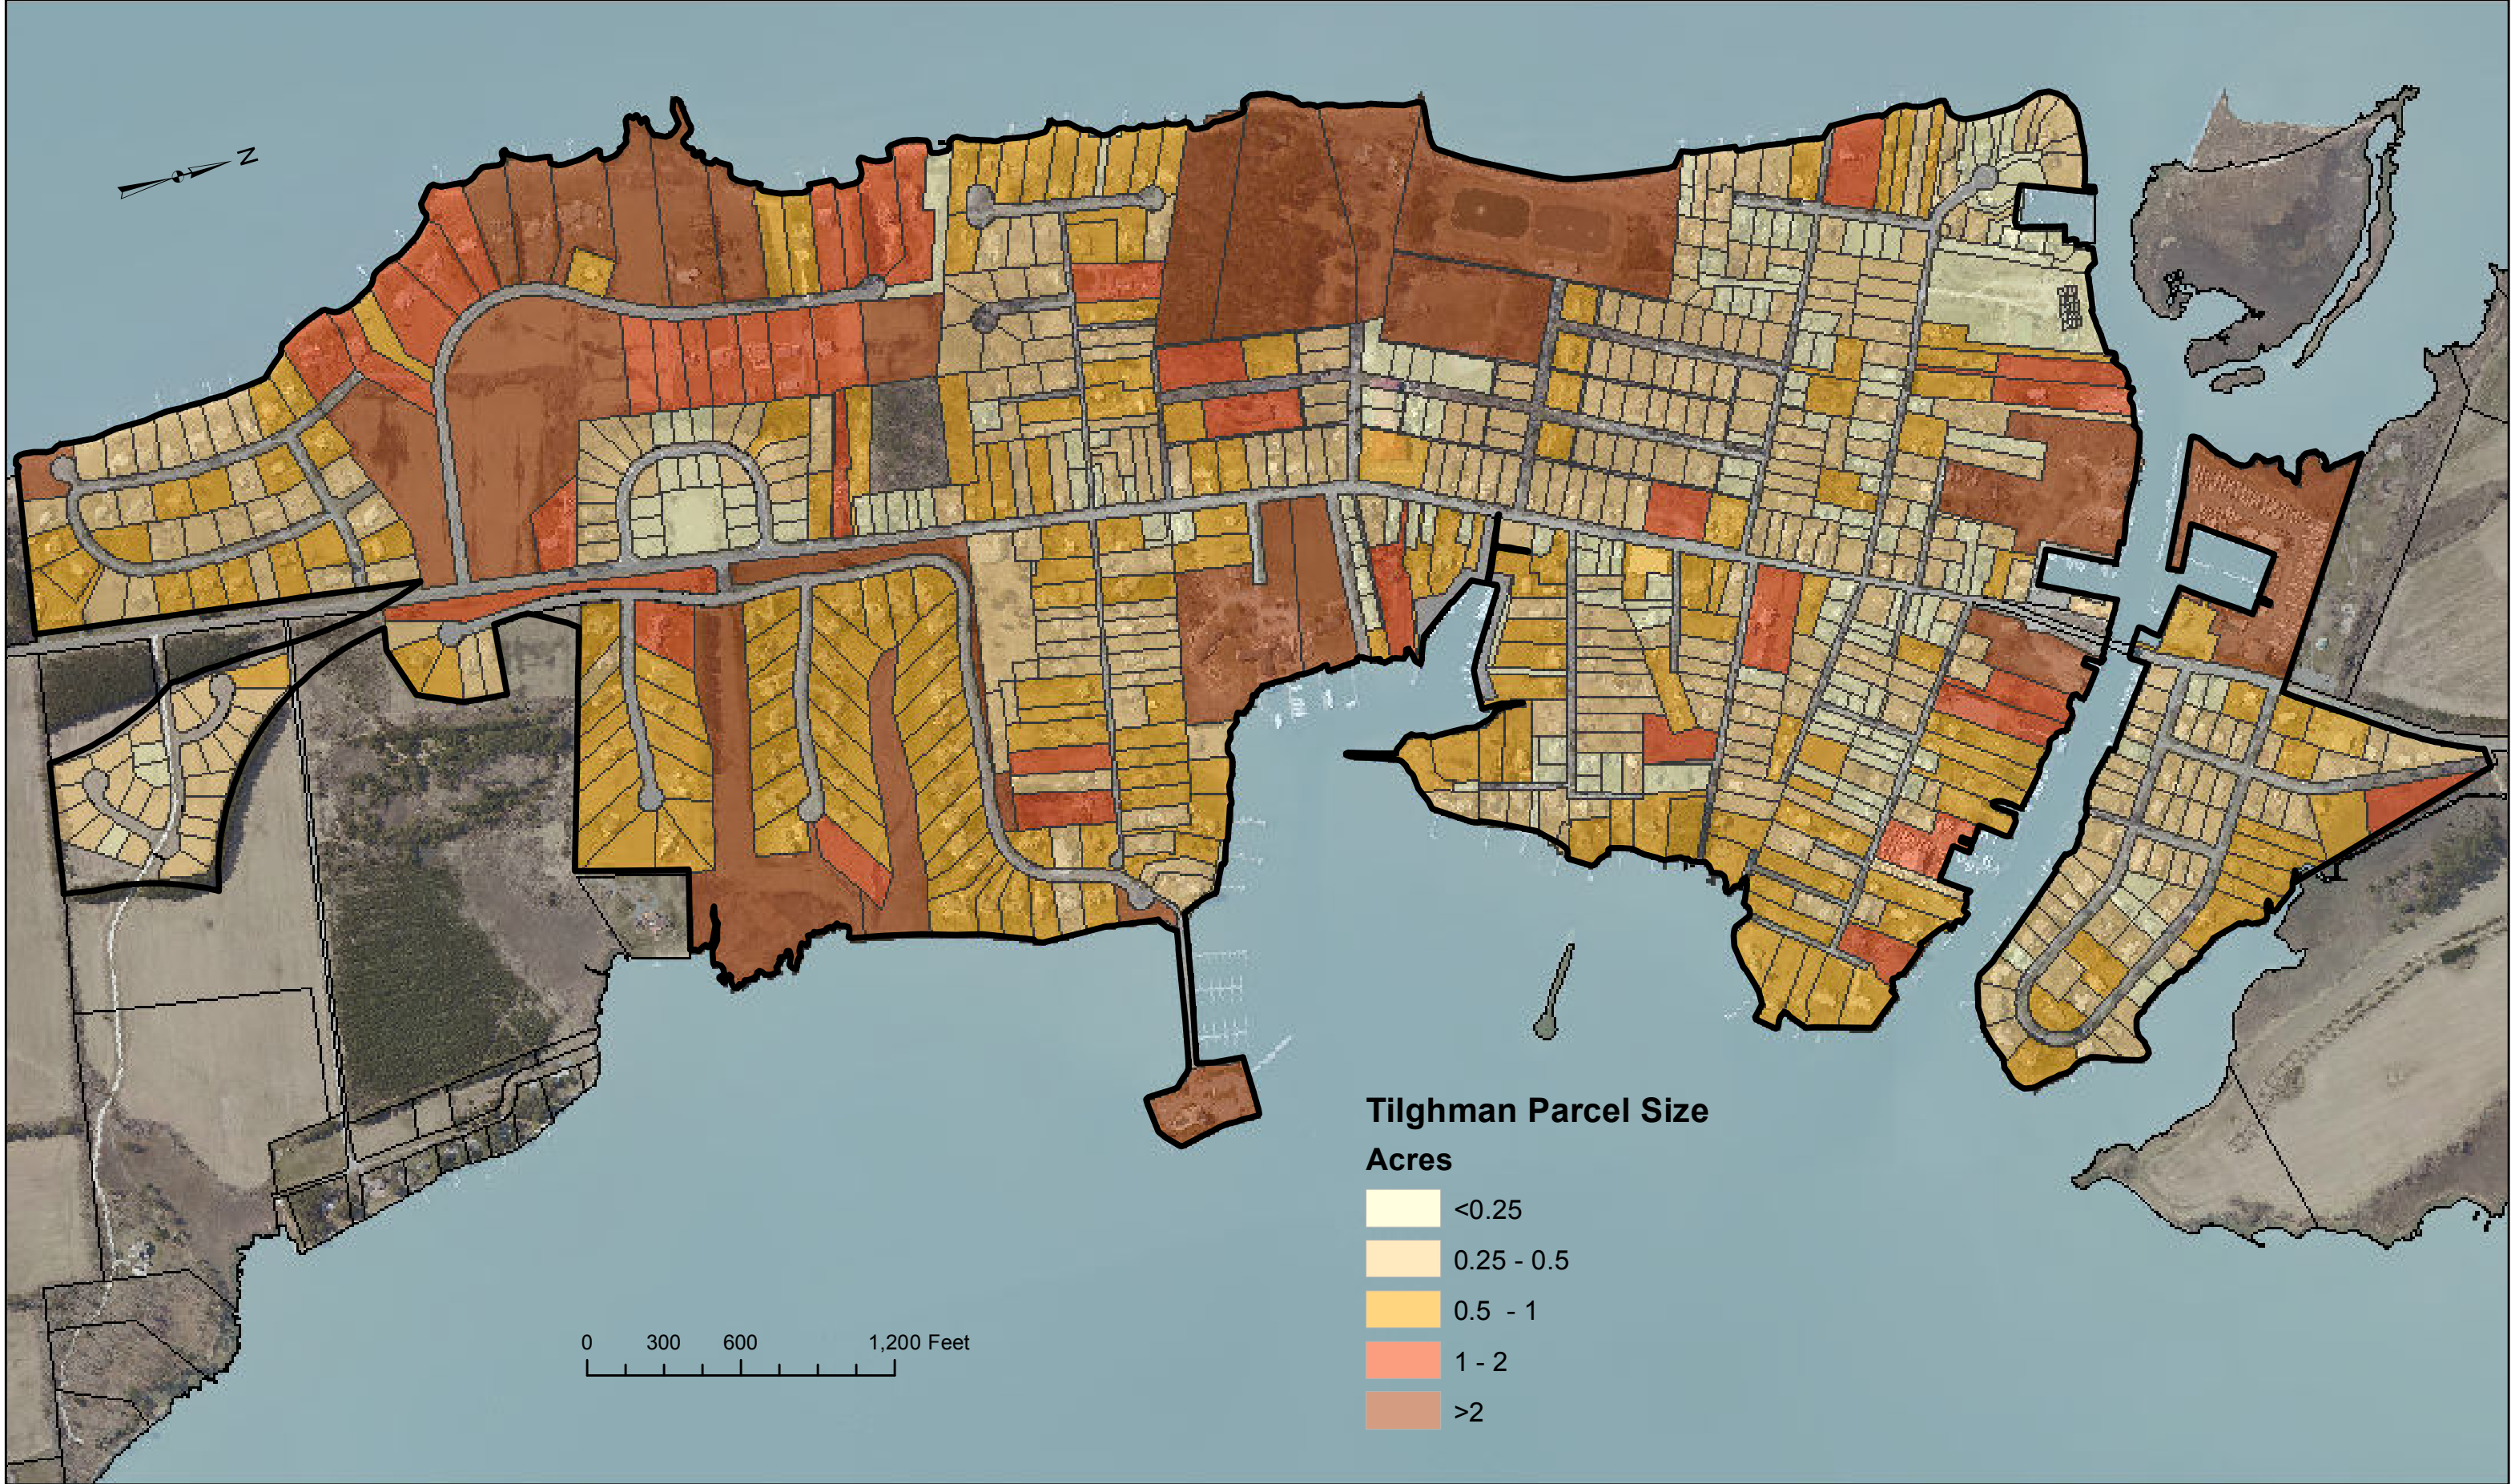 N
Tilghman Parcel Size
Acres
<0.25
0.25 - 0.5
0.5 - 1
1 - 2
>2
0 300 600 1,200 Feet